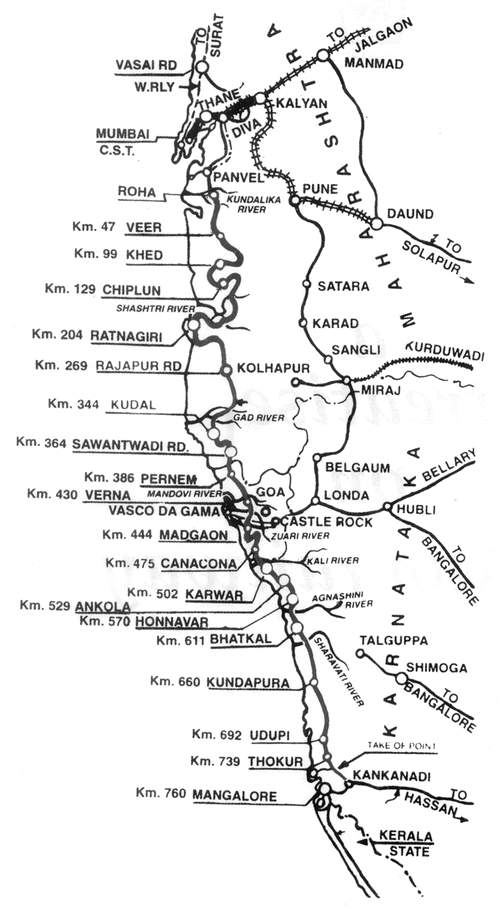 TO SURAT
TO JALGAON
MANMAD
VASAI RD
W.RLY
THANE
KALYAN
DIVA
MUMBAI
C.S.T.
MAHARASHTRA
PANVEL
ROHA
KUNDALIKA
RIVER
PUNE
DAUND
TO
SOLAPUR
Km. 47 VEER
Km. 99 KHED
Km. 129 CHIPLUN
SATARA
SHASHTRI RIVER
KARAD
Km. 204 RATNAGIRI
SANGLI
KURDUWADI
Km. 269 RAJAPUR RD
KOLHAPUR
MIRAJ
Km. 344 KUDAL
GAD RIVER
Km. 364 SAWANTWADI RD.
BELGAUM
BELLARY
Km. 386 PERNEM
MANDOVI RIVER
GOA
LONDA
Km. 430 VERNA
VASCO DA GAMA
HUBLI
CASTLE ROCK
ZUARI RIVER
Km. 444 MADGAON
TO
BANGALORE
KARNATAKA
Km. 475 CANACONA
KALI RIVER
Km. 502 KARWAR
Km. 529 ANKOLA
AGNASHINI
RIVER
Km. 570 HONNAVAR
Km. 611 BHATKAL
SHARAVATI RIVER
TALGUPPA
SHIMOGA
TO
BANGALORE
Km. 660 KUNDAPURA
Km. 692 UDUPI
TAKE OF POINT
Km. 739 THOKUR
KANKANADI
TO
HASSAN
Km. 760 MANGALORE
KERALA
STATE